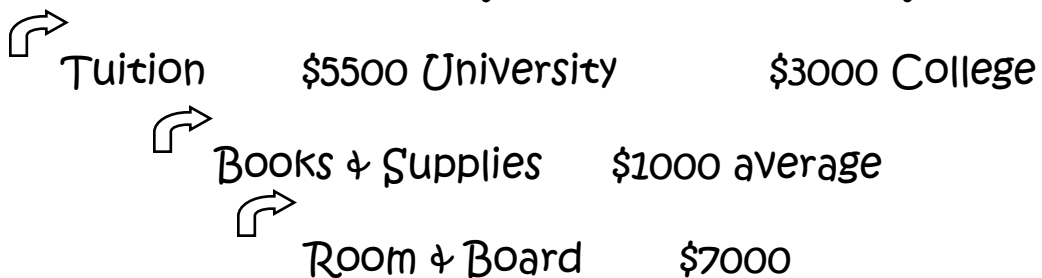 Tuition $5500 University $3000 College
Books & Supplies $1000 average
Room & Board $7000